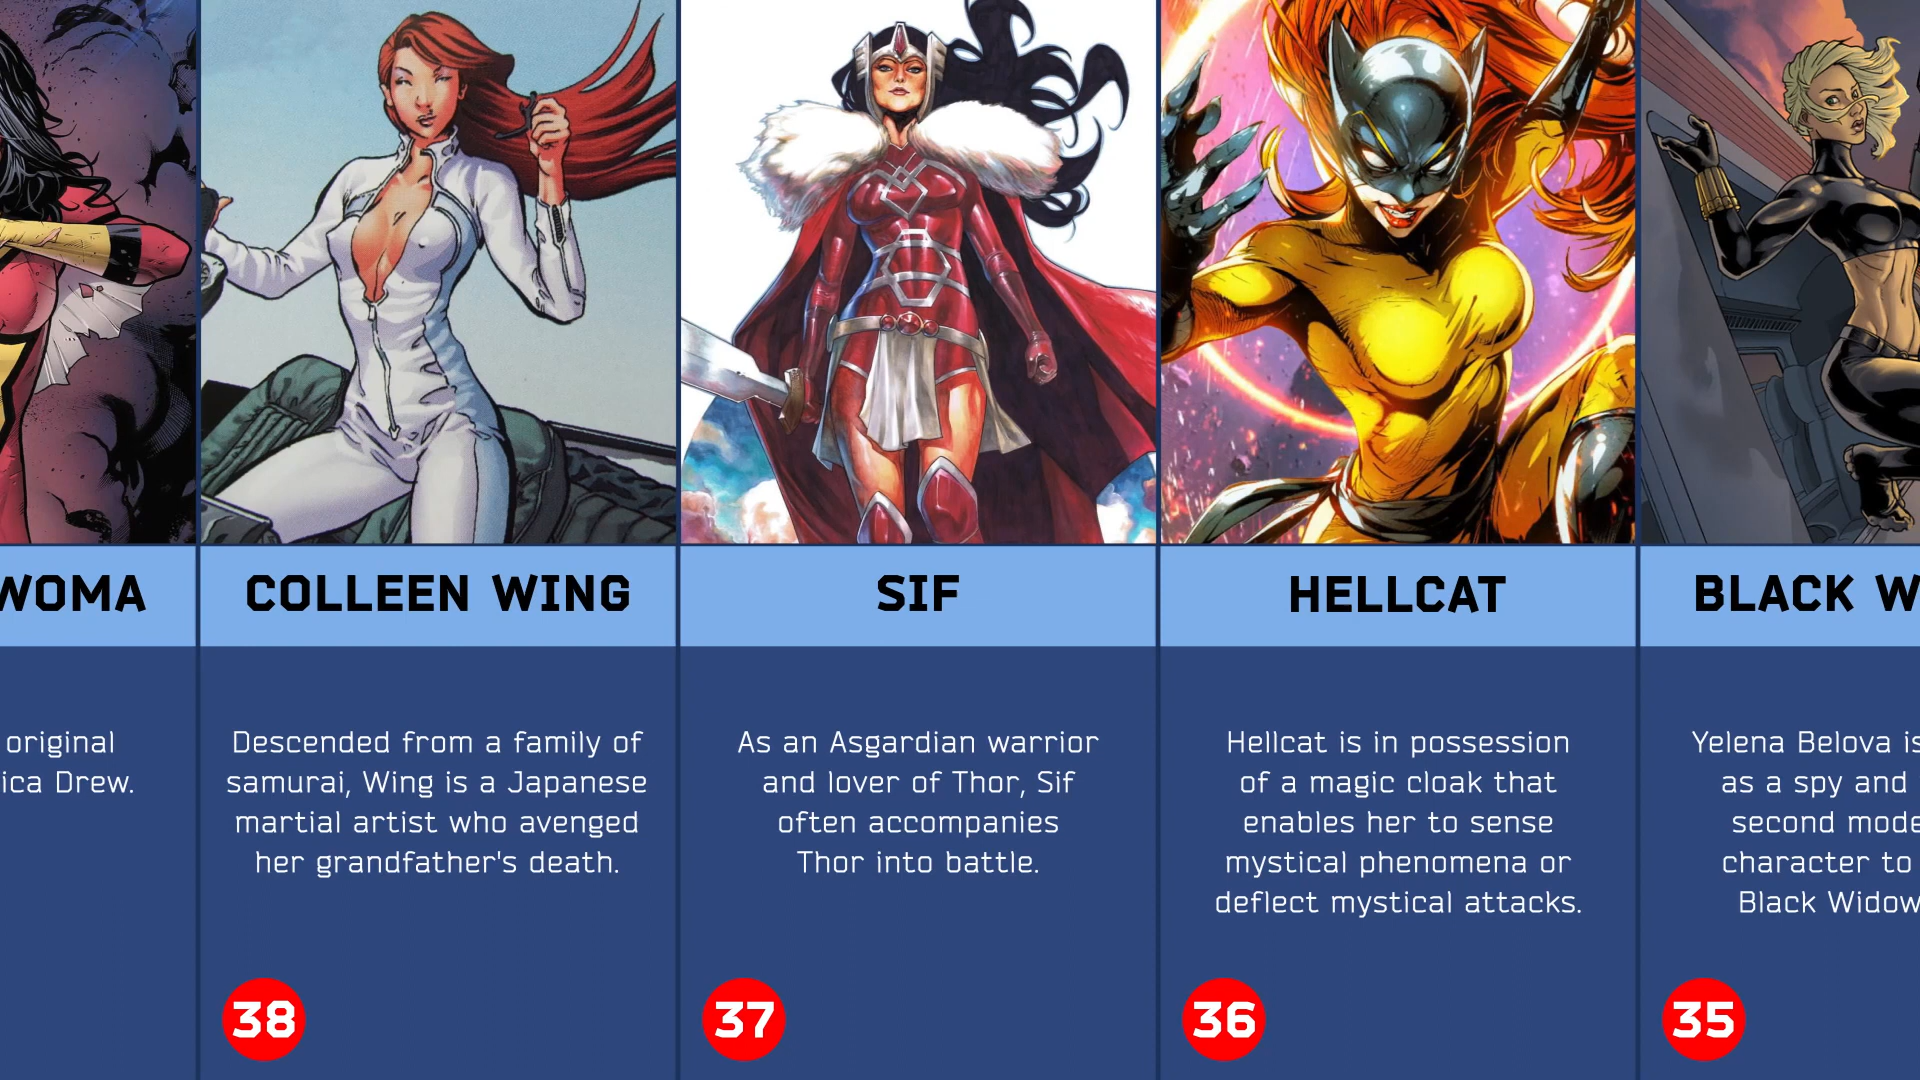 WOMA
original
ica Drew.
COLLEEN WING
Descended from a family of
samurai, Wing is a Japanese
martial artist who avenged
her grandfather's death.
38
SIF
As an Asgardian warrior
and lover of Thor, Sif
often accompanies
Thor into battle.
37
HELLCAT
Hellcat is in possession
of a magic cloak that
enables her to sense
mystical phenomena or
deflect mystical attacks.
36
BLACK W
Yelena Belova is
as a spy and
second mode
character to
Black Widow
35